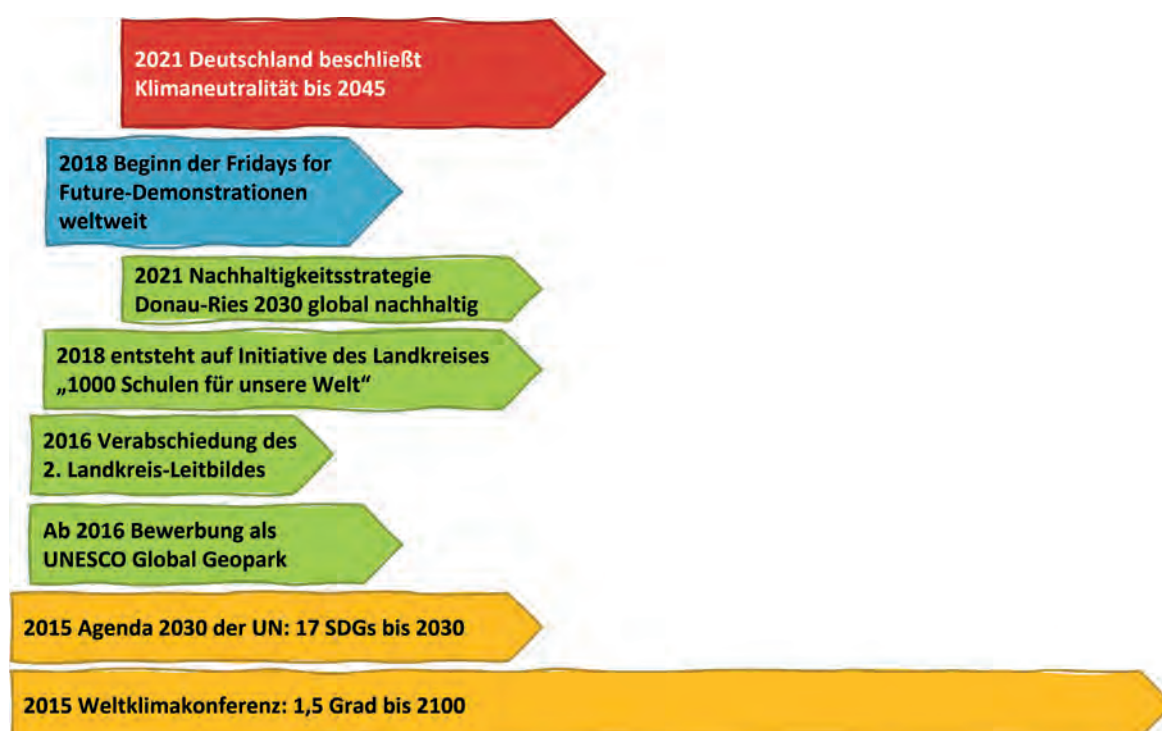 2021 Deutschland beschließt
Klimaneutralität bis 2045
2018 Beginn der Fridays for
Future-Demonstrationen
weltweit
2021 Nachhaltigkeitsstrategie
Donau-Ries 2030 global nachhaltig
2018 entsteht auf Initiative des Landkreises
„1000 Schulen für unsere Welt“
2016 Verabschiedung des
2. Landkreis-Leitbildes
Ab 2016 Bewerbung als
UNESCO Global Geopark
2015 Agenda 2030 der UN: 17 SDGs bis 2030
2015 Weltklimakonferenz: 1,5 Grad bis 2100